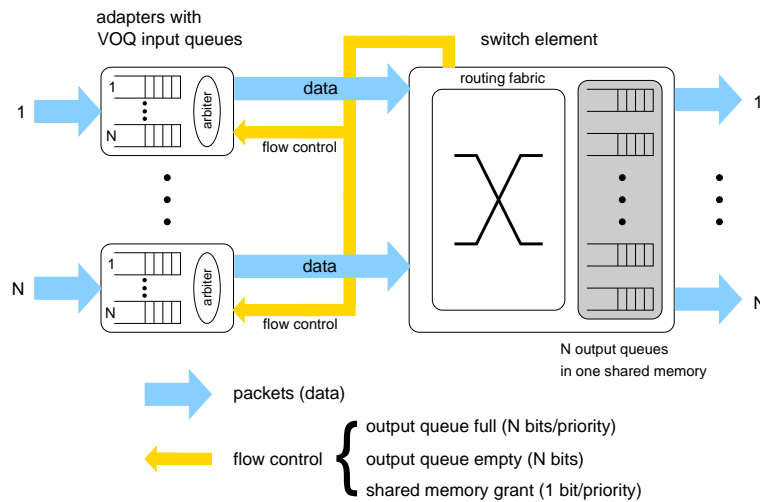 adapters with
VOQ input queues
switch element
routing fabric
1
1
N
arbiter
data
flow control
1
N
1
N
arbiter
data
flow control
N
N output queues
in one shared memory
packets (data)
flow control
output queue full (N bits/priority)
output queue empty (N bits)
shared memory grant (1 bit/priority)